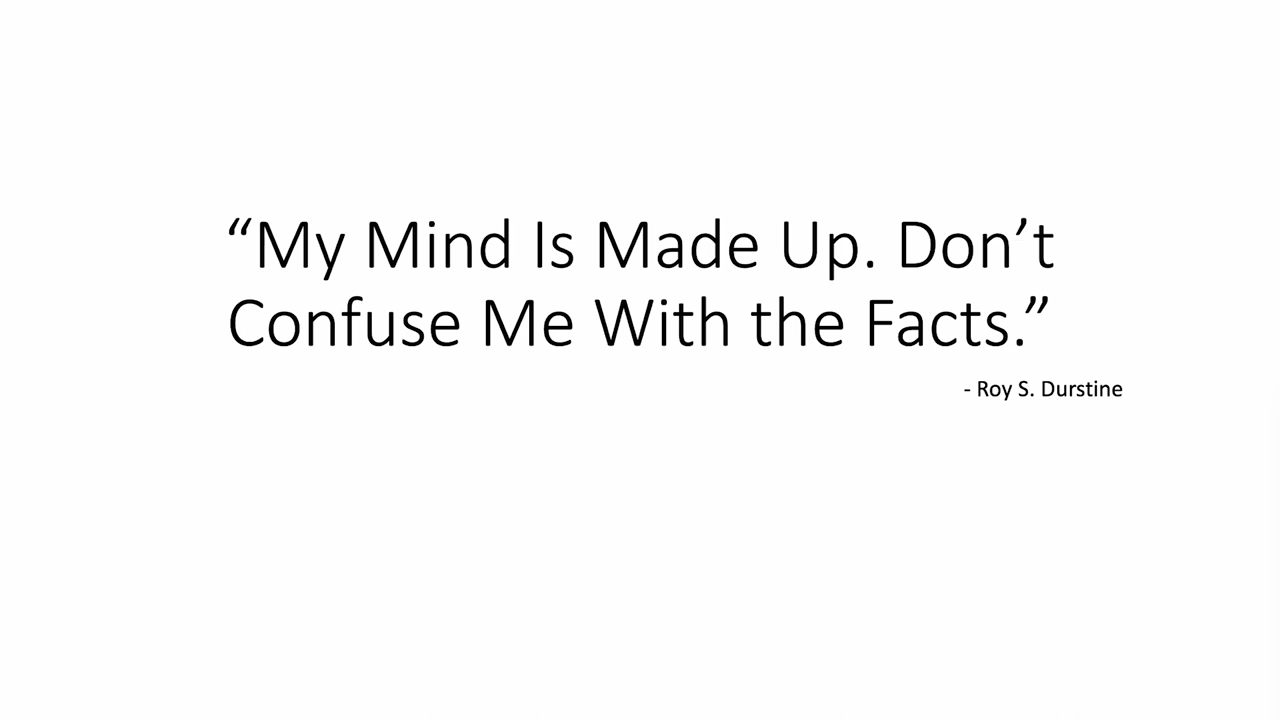 “My Mind Is Made Up. Don’t
Confuse Me With the Facts.”
- Roy S. Durstine